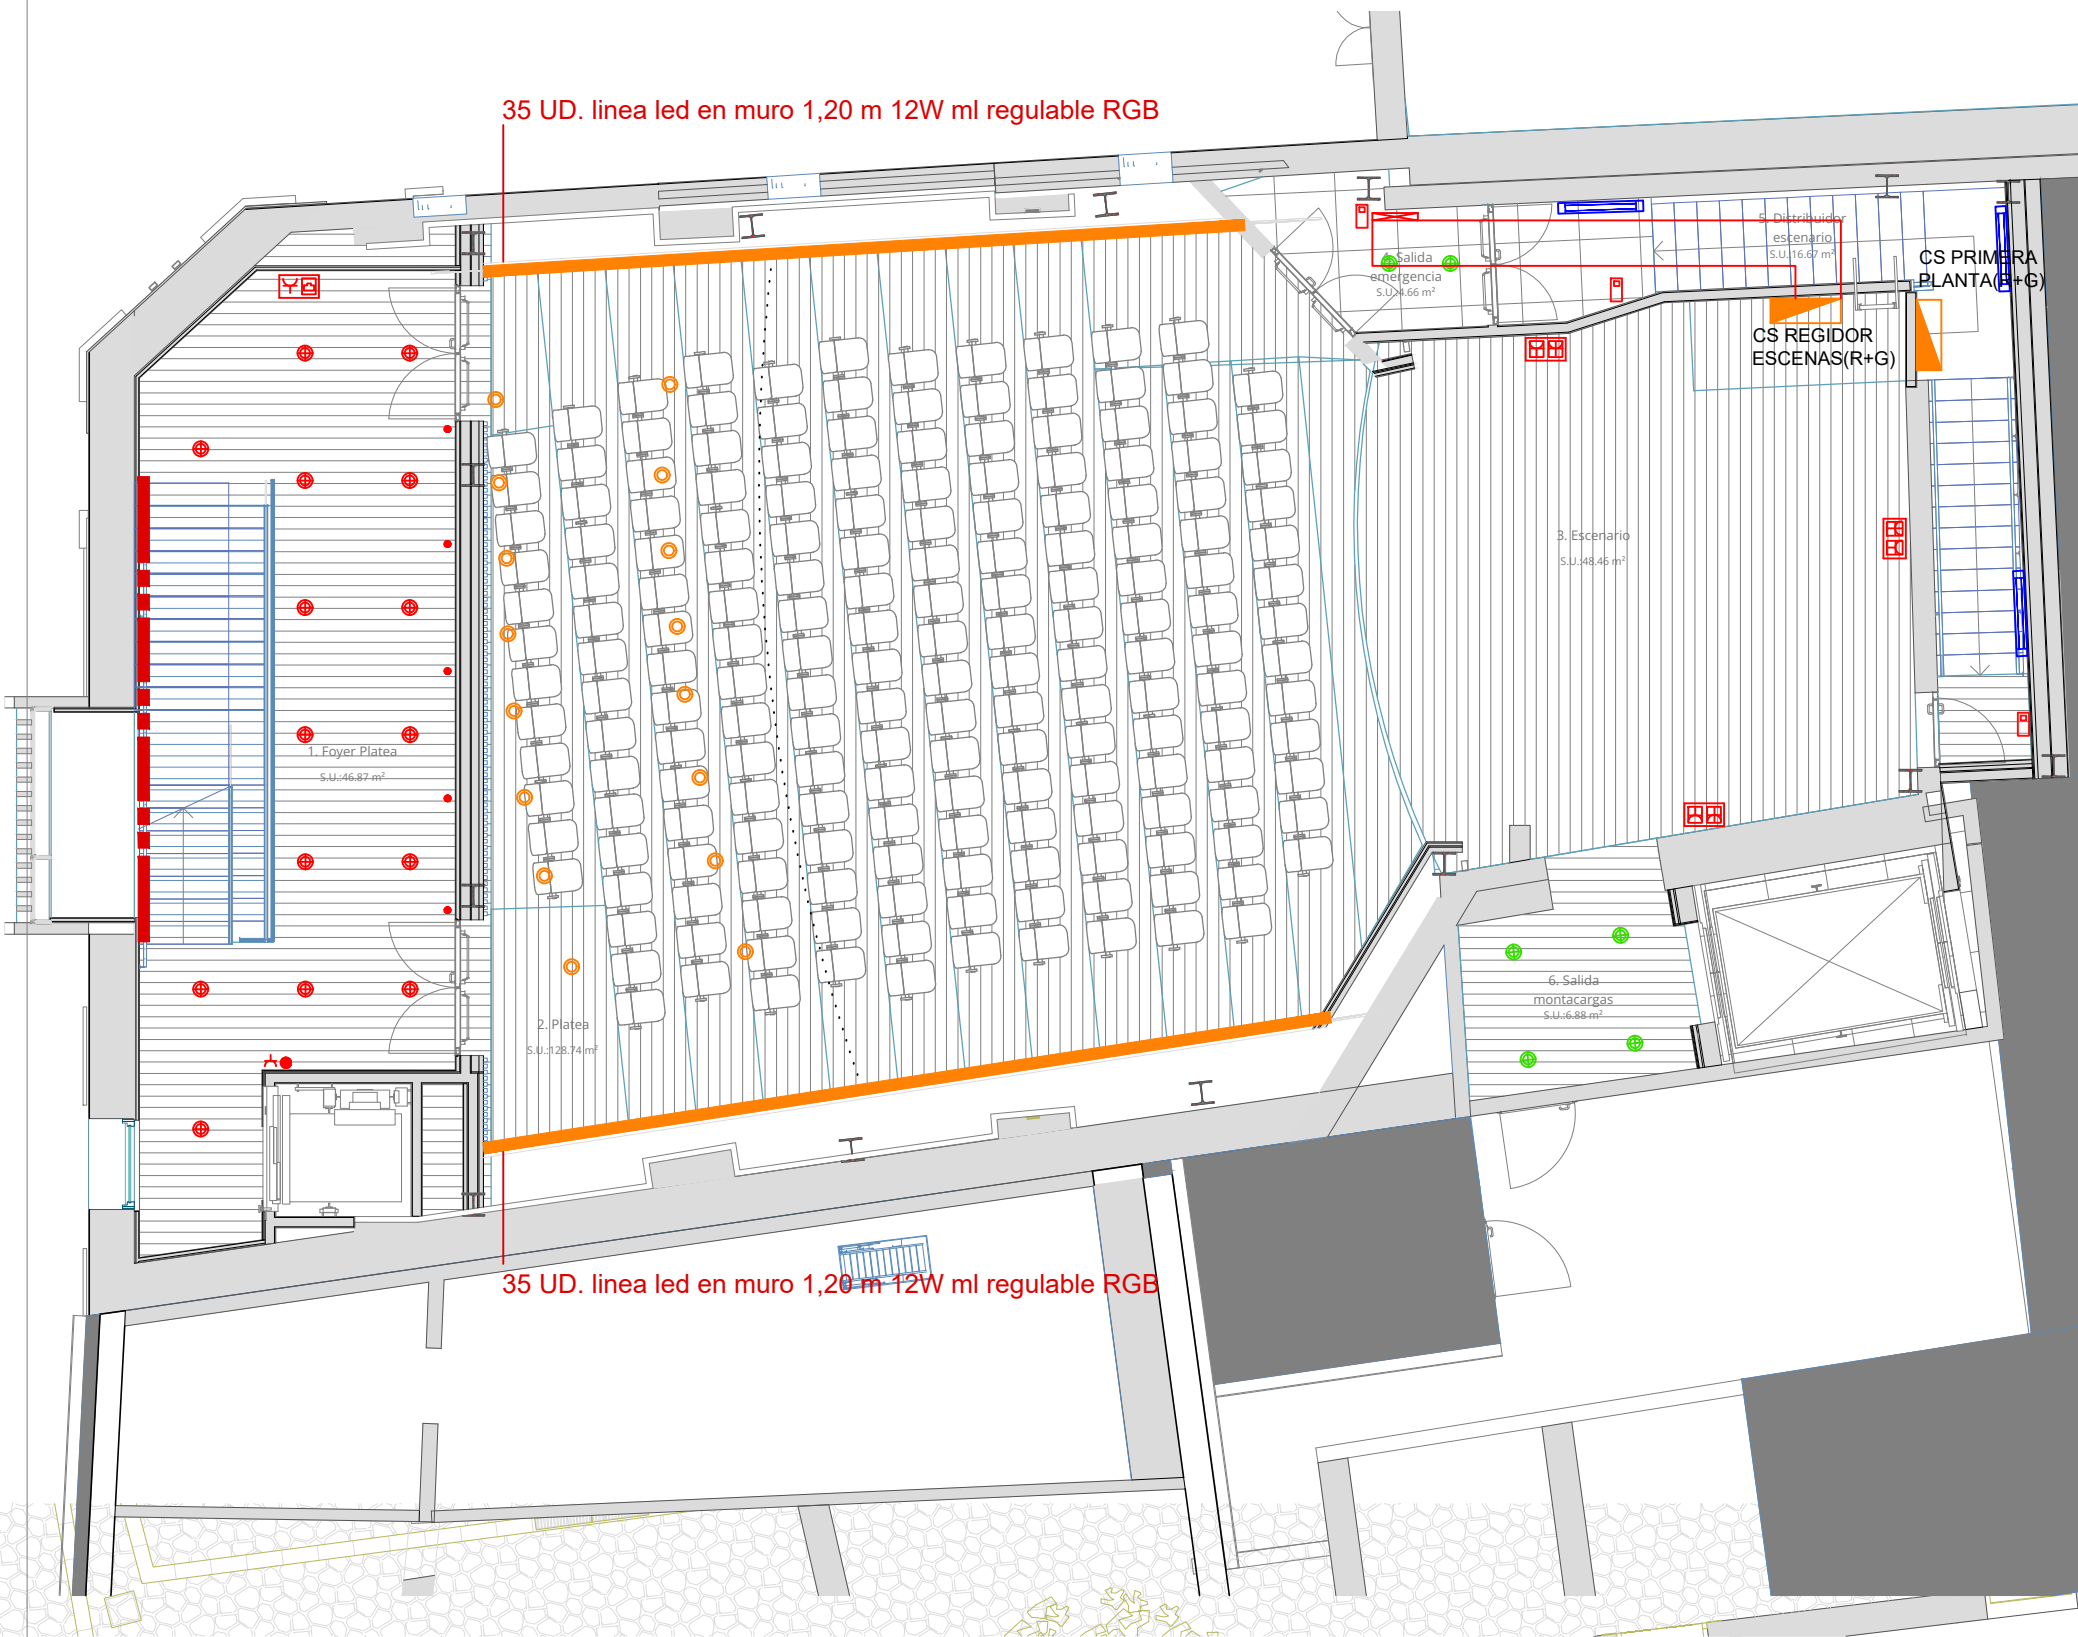 35 UD. linea led en muro 1,20 m 12W ml regulable RGB
5. Distribuidor
escenario
S.U.:16.67 m²
CS PRIMERA
PLANTA(R+G)
4. Salida
emergencia
S.U.:4.66 m²
CS REGIDOR
ESCENAS(R+G)
3. Escenario
S.U.:48.46 m²
1. Foyer Platea
S.U.:46.87 m²
6. Salida
montacargas
S.U.:6.88 m²
2. Platea
S.U.:128.74 m²
35 UD. linea led en muro 1,20 m 12W ml regulable RGB